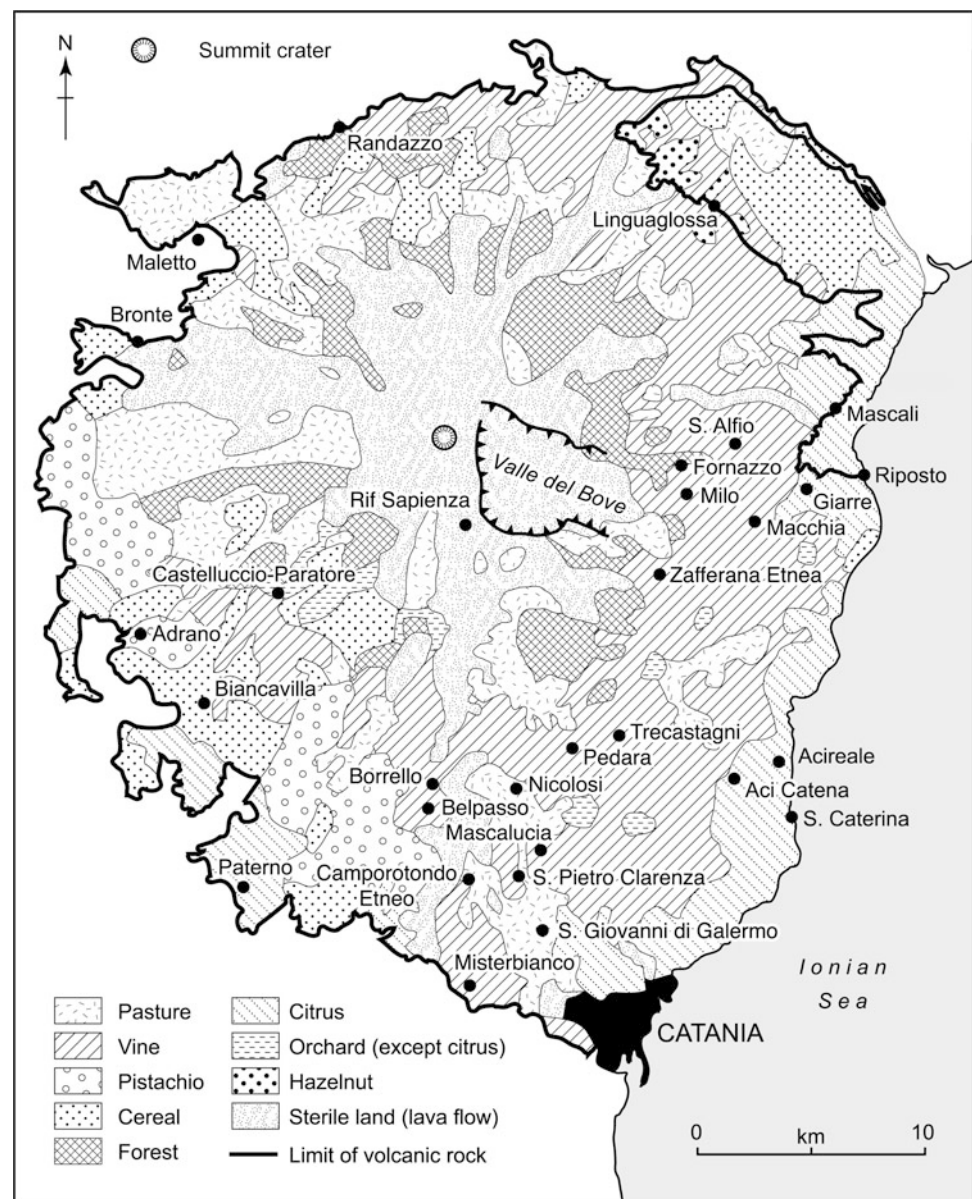 N
Summit crater
Randazzo
Linguaglossa
Maletto
Bronte
Mascali
S. Alfio
Fornazzo
Riposto
Valle del Bove
Milo
Giarre
Rif Sapienza
Macchia
Castelluccio-Paratore
Zafferana Etnea
Adrano
Biancavilla
Trecastagni
Pedara
Acireale
Borrello
Nicolosi
Aci Catena
Belpasso
S. Caterina
Mascalucia
Paterno
Camporotondo
Etneo
S. Pietro Clarenza
S. Giovanni di Galermo
Misterbianco
Ionian
Sea
CATANIA
Pasture
Vine
Pistachio
Cereal
Forest
Citrus
Orchard (except citrus)
Hazelnut
Sterile land (lava flow)
Limit of volcanic rock
0 km 10